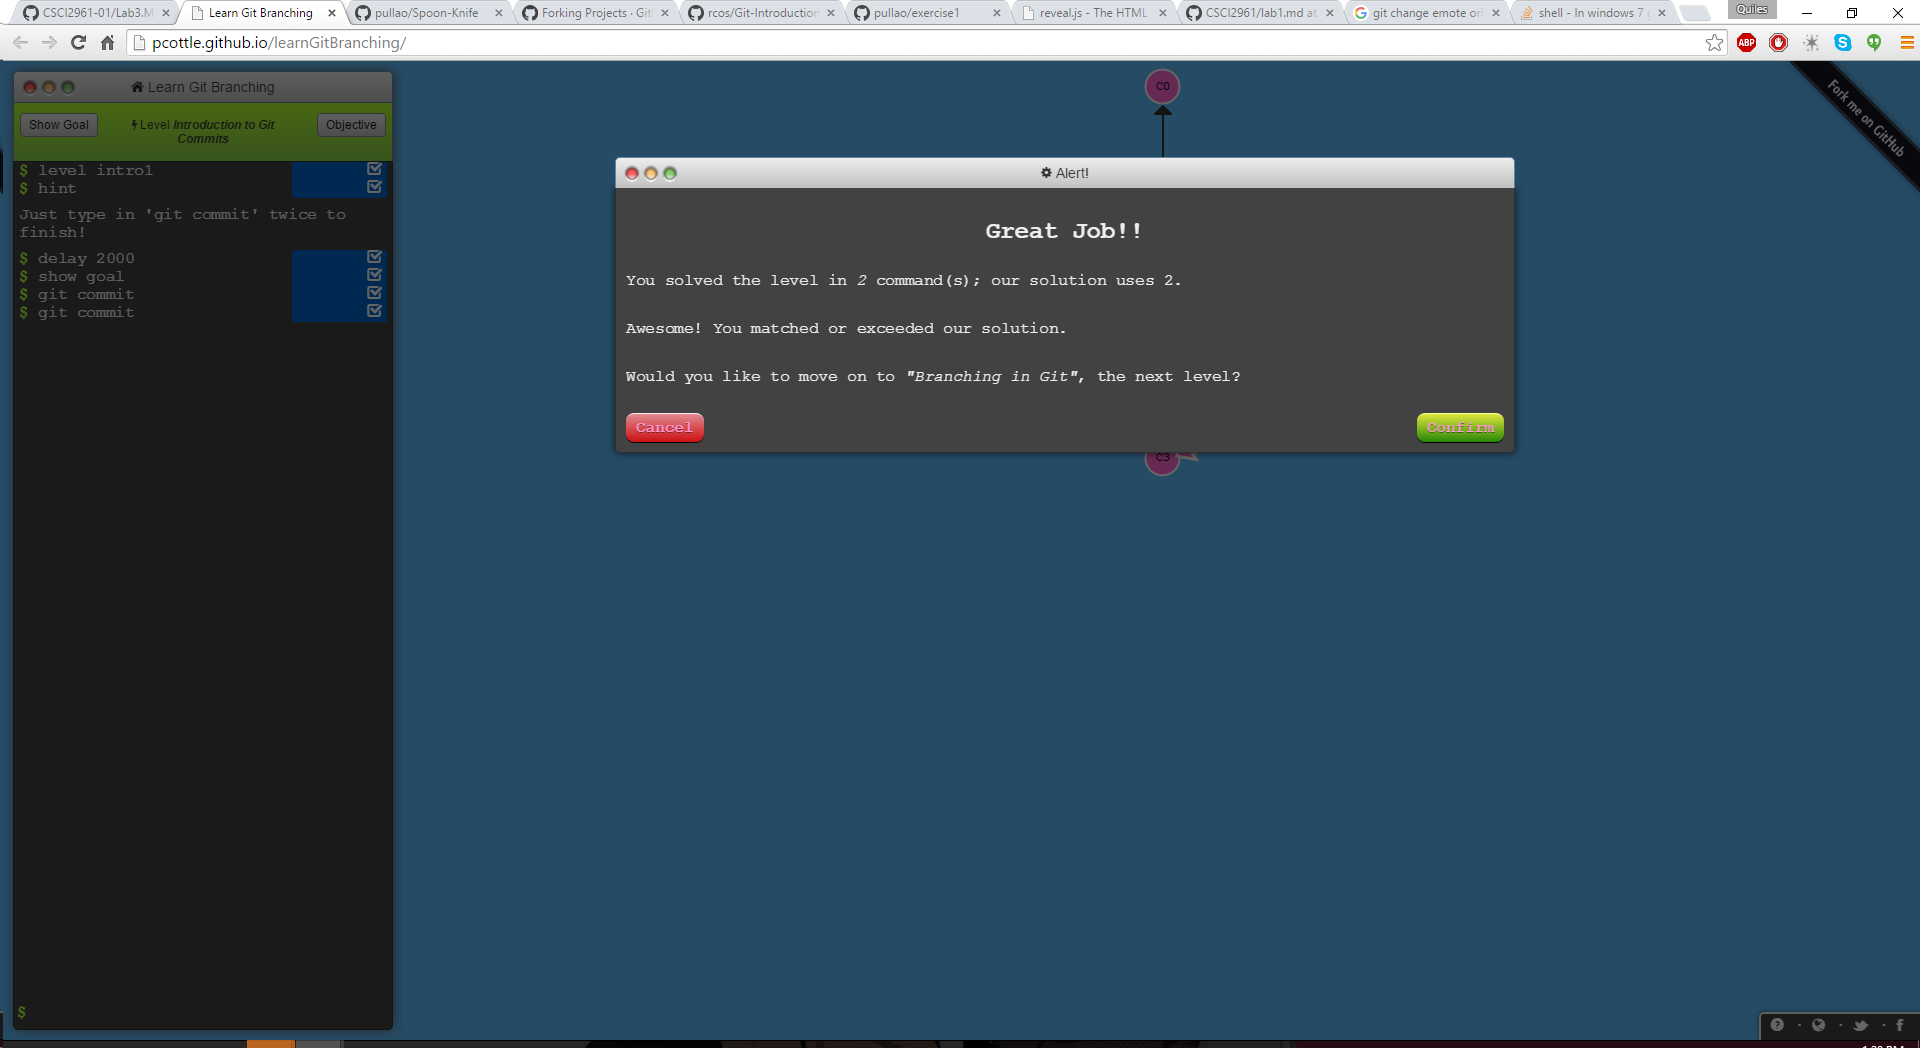 CSCI2961-01/Lab3.M
Learn Git Branching
pullao/Spoon-Knife
Forking Projects · Git
rcos/Git-Introduction
pullao/exercise1
reveal.js - The HTML
CSCI2961/lab1.md at
git change emote ori
shell - In windows 7
Quiles
pcottle.github.io/learnGitBranching/
ABP
Learn Git Branching
Show Goal
Level Introduction to Git
Commits
Objective
$ level intro1
$ hint
Just type in 'git commit' twice to
finish!
$ delay 2000
$ show goal
$ git commit
$ git commit
$
C0
Fork me on GitHub
Alert!
Great Job!!
You solved the level in 2 command(s); our solution uses 2.
Awesome! You matched or exceeded our solution.
Would you like to move on to "Branching in Git", the next level?
Cancel
Confirm
C3